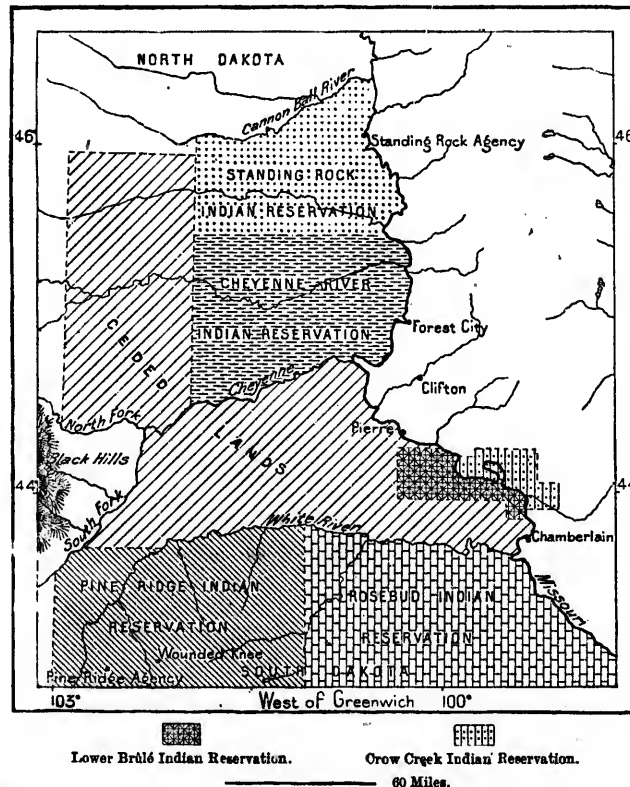 NORTH DAKOTA
Cannon Ball River
46
46
Standing Rock Agency
STANDING ROCK
INDIAN RESERVATION
CHEYENNE RIVER
INDIAN RESERVATION
Forest City
CEDED
LANDS
Cheyenne
Clifton
North Fork
Pierre
Black Hills
44
44
South Fork
White River
Chamberlain
PINE RIDGE INDIAN
RESERVATION
ROSEBUD INDIAN
RESERVATION
Missouri
Wounded Knee
SOUTH DAKOTA
Pine Ridge Agency
103°
West of Greenwich
100°
Lower Brûlé Indian Reservation.
Crow Creek Indian Reservation.
60 Miles.